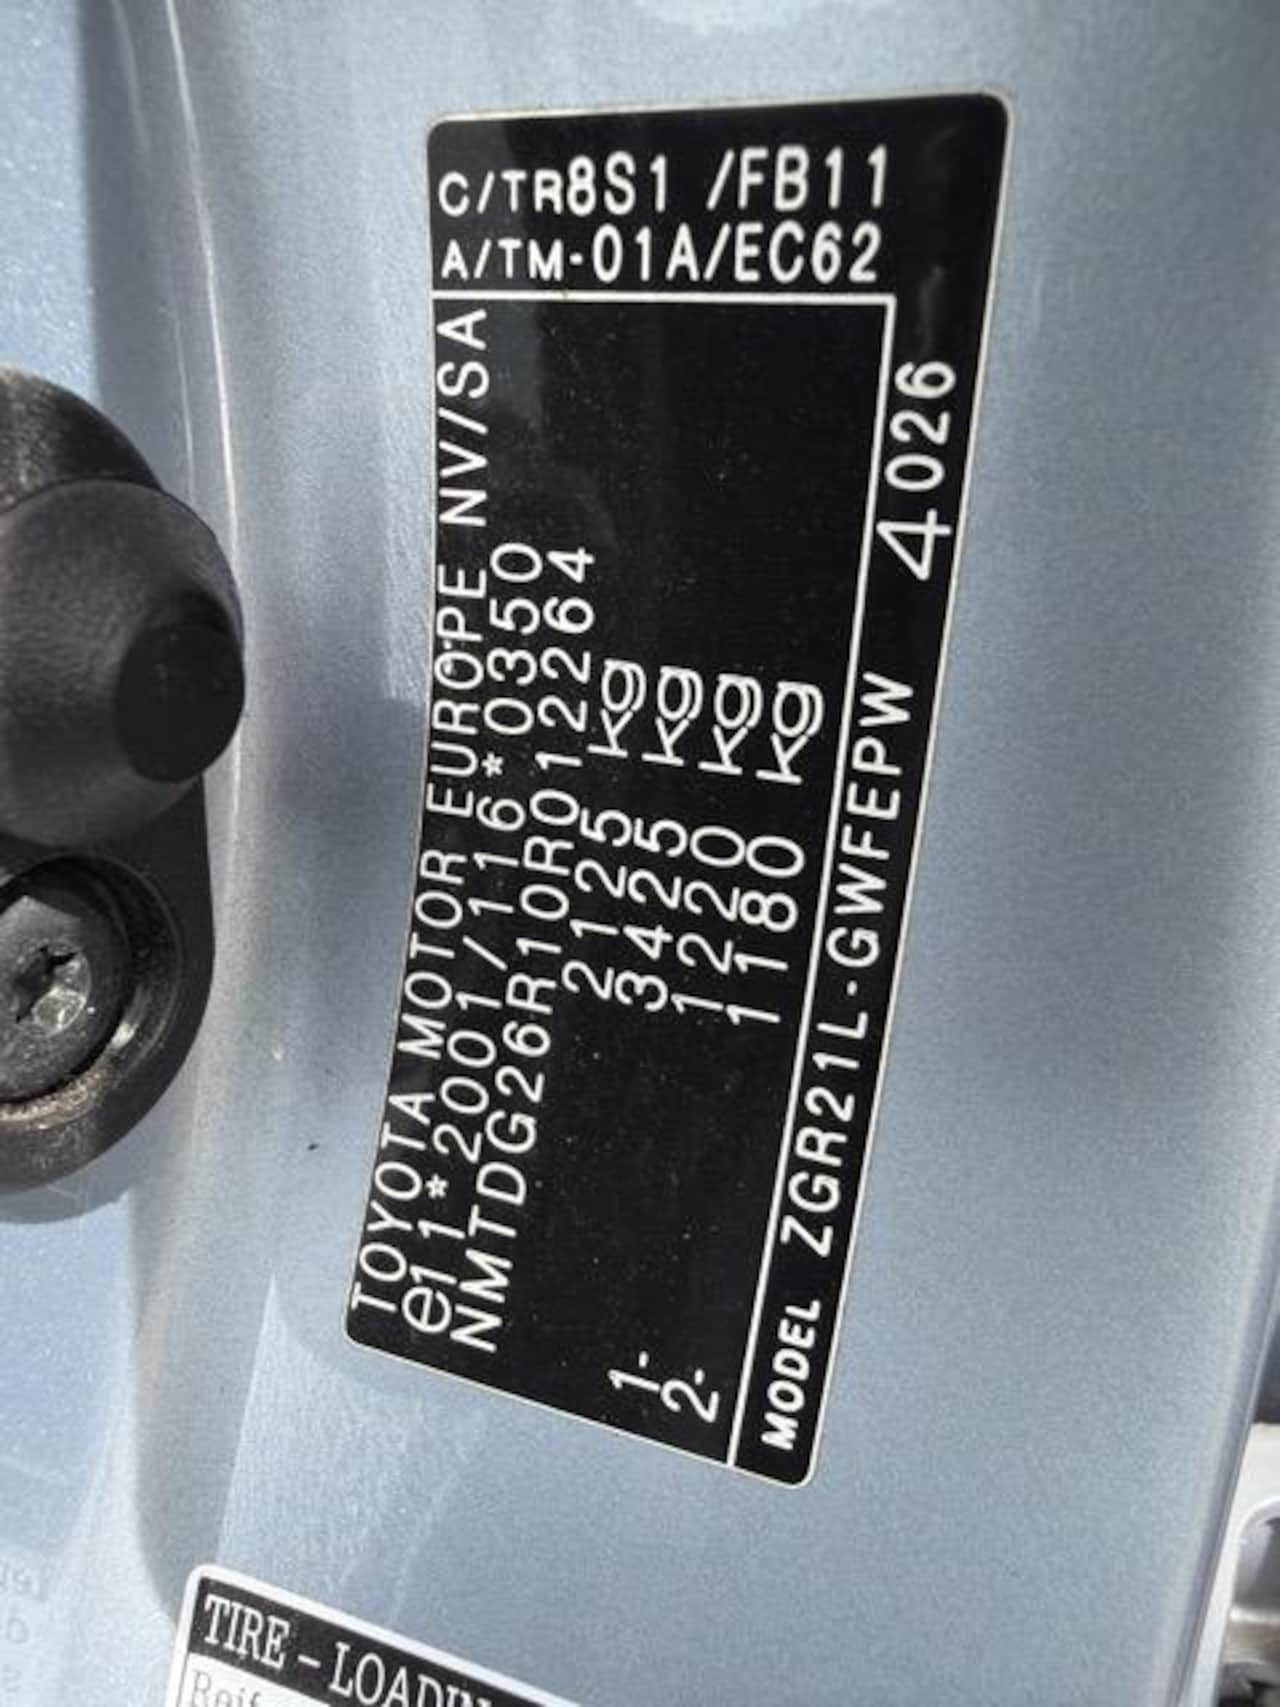 C/TR8S1 /FB11
A/TM-01A/EC62
TOYOTA MOTOR EUROPE NV/SA
e11*2001/116*0350
NMTDG26R10R012264
2125 kg
3425 kg
1- 1220 kg
2- 1180 kg
MODEL ZGR21L-GWFEPW 4026
TIRE-LOADIN